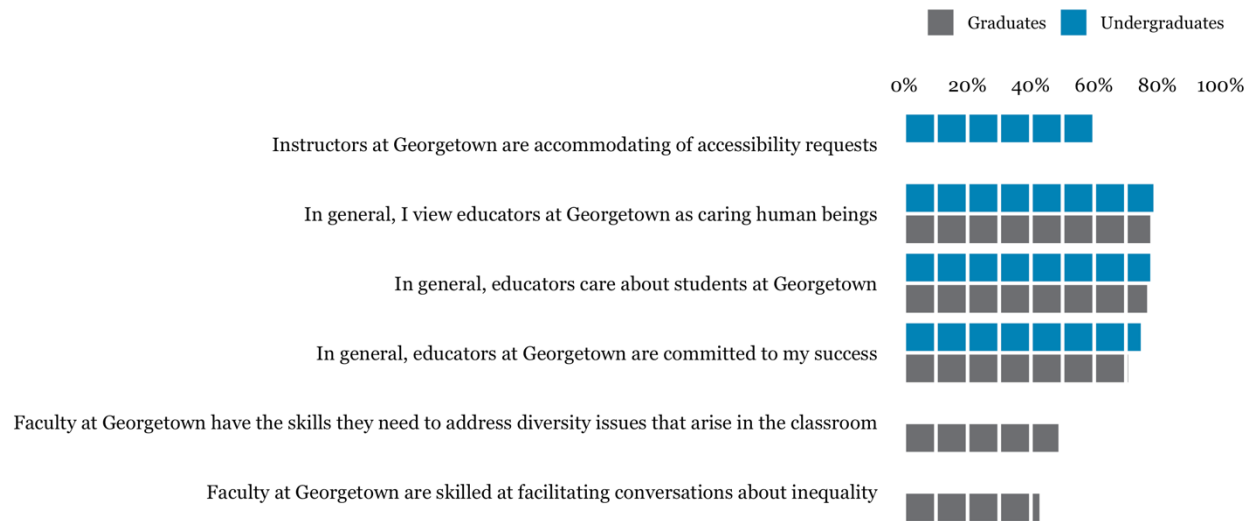 Graduates Undergraduates
0% 20% 40% 60% 80% 100%
Instructors at Georgetown are accommodating of accessibility requests
In general, I view educators at Georgetown as caring human beings
In general, educators care about students at Georgetown
In general, educators at Georgetown are committed to my success
Faculty at Georgetown have the skills they need to address diversity issues that arise in the classroom
Faculty at Georgetown are skilled at facilitating conversations about inequality